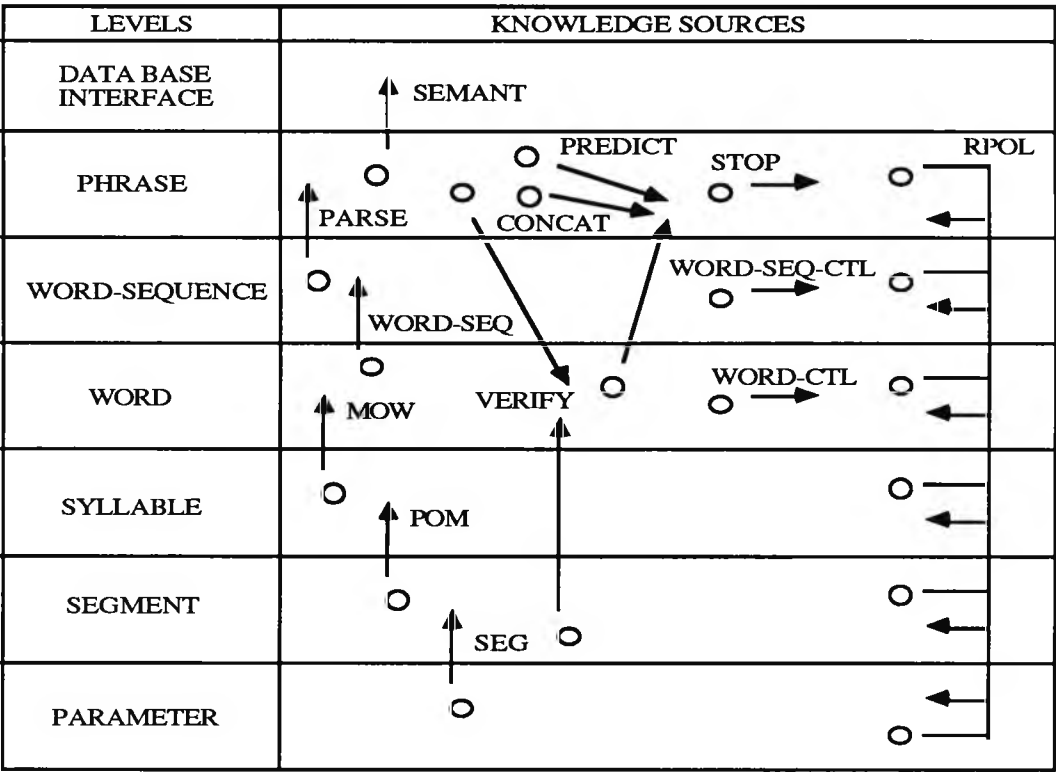 LEVELS
KNOWLEDGE SOURCES
DATA BASE
INTERFACE
SEMANT
PHRASE
PREDICT
STOP
RPOL
PARSE
CONCAT
WORD-SEQUENCE
WORD-SEQ-CTL
WORD-SEQ
WORD
VERIFY
WORD-CTL
MOW
SYLLABLE
POM
SEGMENT
SEG
PARAMETER